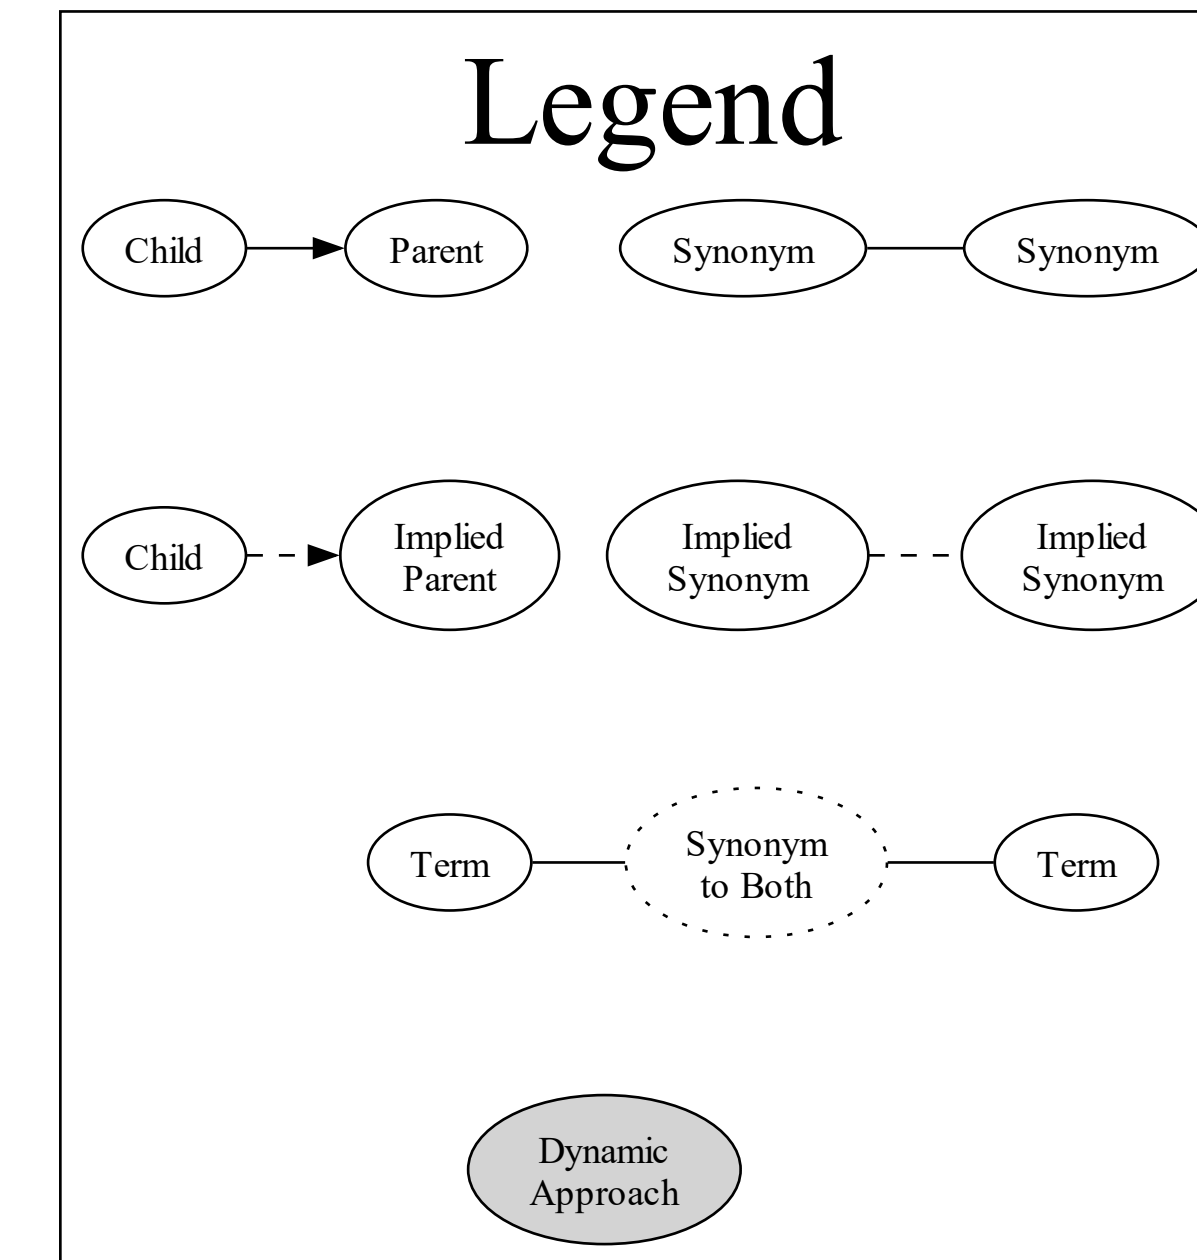 Legend
Child Parent Synonym Synonym
Child Implied Parent Implied Synonym Implied Synonym
Term Synonym to Both Term
Dynamic
Approach